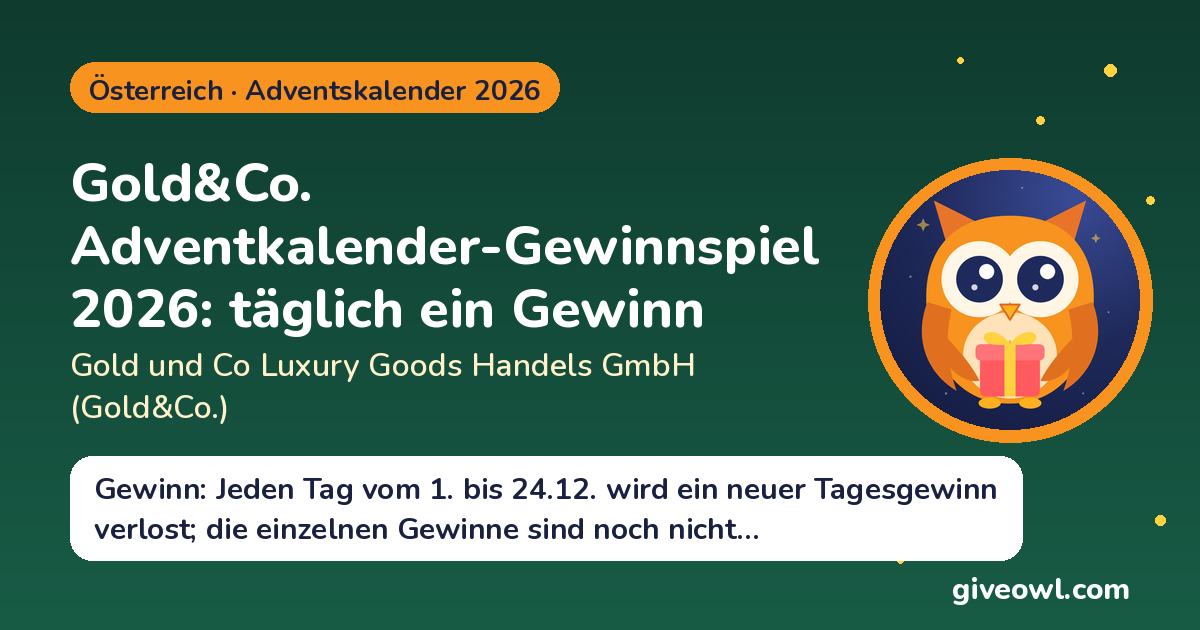 Österreich · Adventskalender 2026
Gold&Co.
Adventkalender-Gewinnspiel
2026: täglich ein Gewinn
Gold und Co Luxury Goods Handels GmbH
(Gold&Co.)
Gewinn: Jeden Tag vom 1. bis 24.12. wird ein neuer Tagesgewinn
verlost; die einzelnen Gewinne sind noch nicht...
giveowl.com